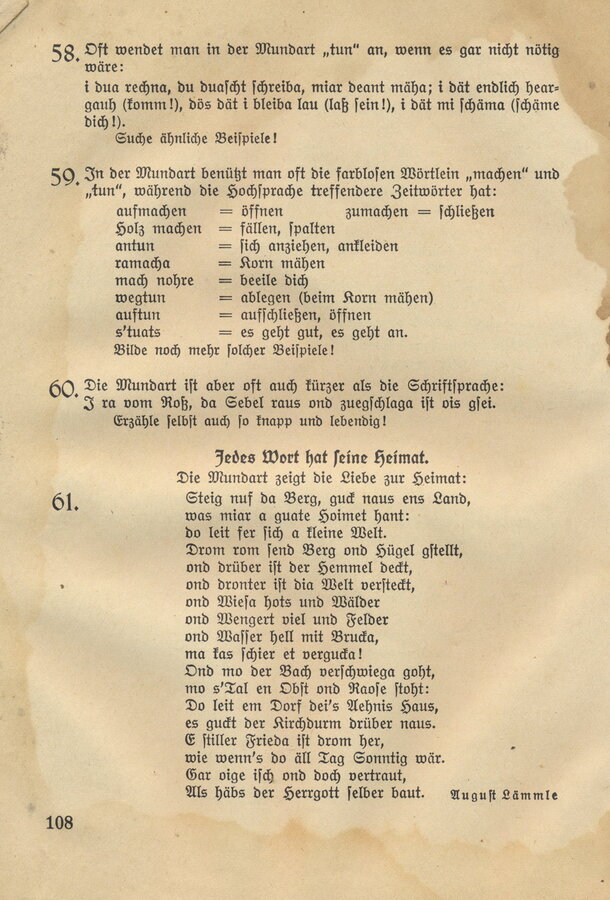 58. Oft wendet man in der Mundart „tun“ an, wenn es gar nicht nötig
wäre:
i dua rechna, du duascht schreiba, miar deant mäha; i dät endlich hear-
gauh (komm!), dös dät i bleiba lau (laß sein!), i dät mi schäma (schäme
dich!).
Suche ähnliche Beispiele!
59. In der Mundart benützt man oft die farblosen Wörtlein „machen“ und
„tun“, während die Hochsprache treffendere Zeitwörter hat:
aufmachen = öffnen zumachen = schließen
Holz machen = fällen, spalten
antun = sich anziehen, ankleiden
ramacha = Korn mähen
mach nohre = beeile dich
wegtun = ablegen (beim Korn mähen)
auftun = aufschließen, öffnen
s'tuats = es geht gut, es geht an.
Bilde noch mehr solcher Beispiele!
60. Die Mundart ist aber oft auch kürzer als die Schriftsprache:
I ra vom Roß, da Sebel raus ond zuegschlaga ist ois gsei.
Erzähle selbst auch so knapp und lebendig!
Jedes Wort hat seine Heimat.
Die Mundart zeigt die Liebe zur Heimat:
61. Steig nuf da Berg, guck naus ens Land,
was miar a guate Hoimet hant:
do leit fer sich a kleine Welt.
Drom rom send Berg ond Hügel gstellt,
ond drüber ist der Hemmel deckt,
ond dronter ist dia Welt versteckt,
ond Wiesa hots und Wälder
ond Wengert viel und Felder
ond Wasser hell mit Brucka,
ma kas schier et vergucka!
Ond mo der Bach verschwiega goht,
mo s'Tal en Obst ond Raose stoht:
Do leit em Dorf dei's Aehnis Haus,
es guckt der Kirchdurm drüber naus.
E stiller Frieda ist drom her,
wie wenn's do äll Tag Sonntig wär.
Gar oige isch ond doch vertraut,
Als häbs der Herrgott selber baut. August Lämmle
108